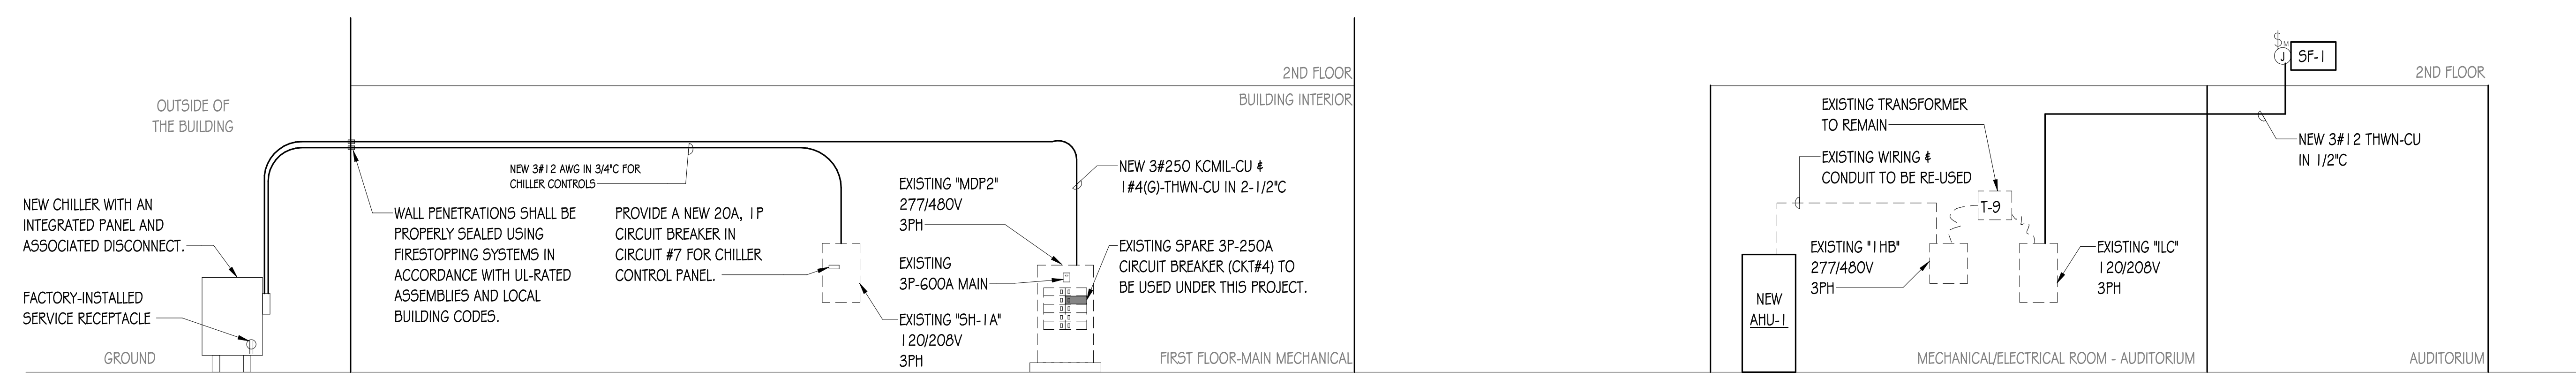 OUTSIDE OF
THE BUILDING
NEW CHILLER WITH AN
INTEGRATED PANEL AND
ASSOCIATED DISCONNECT.
FACTORY-INSTALLED
SERVICE RECEPTACLE
GROUND
2ND FLOOR
BUILDING INTERIOR
NEW 3#12 AWG IN 3/4"C FOR
CHILLER CONTROLS
WALL PENETRATIONS SHALL BE
PROPERLY SEALED USING
FIRESTOPPING SYSTEMS IN
ACCORDANCE WITH UL-RATED
ASSEMBLIES AND LOCAL
BUILDING CODES.
PROVIDE A NEW 20A, 1P
CIRCUIT BREAKER IN
CIRCUIT #7 FOR CHILLER
CONTROL PANEL.
EXISTING "MDP2"
277/480V
3PH
EXISTING
3P-600A MAIN
EXISTING "SH-1A"
120/208V
3PH
NEW 3#250 KCMIL-CU &
1#4(G)-THWN-CU IN 2-1/2"C
EXISTING SPARE 3P-250A
CIRCUIT BREAKER (CKT#4) TO
BE USED UNDER THIS PROJECT.
FIRST FLOOR-MAIN MECHANICAL
$M
J
SF-1
2ND FLOOR
EXISTING TRANSFORMER
TO REMAIN
EXISTING WIRING &
CONDUIT TO BE RE-USED
T-9
NEW 3#12 THWN-CU
IN 1/2"C
EXISTING "1HB"
277/480V
3PH
EXISTING "ILC"
120/208V
3PH
NEW
AHU-1
MECHANICAL/ELECTRICAL ROOM - AUDITORIUM
AUDITORIUM